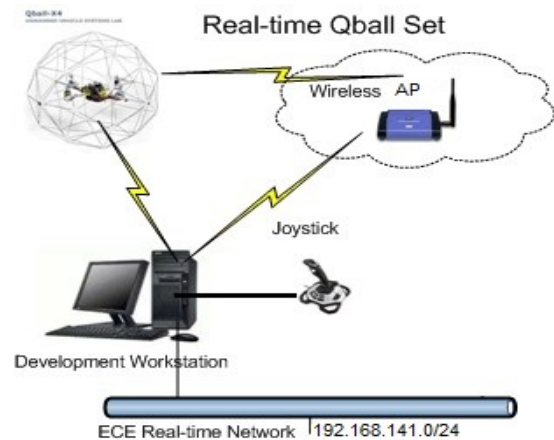 Qball-X4
Real-time Qball Set
Wireless AP
Joystick
Development Workstation
ECE Real-time Network
192.168.141.0/24